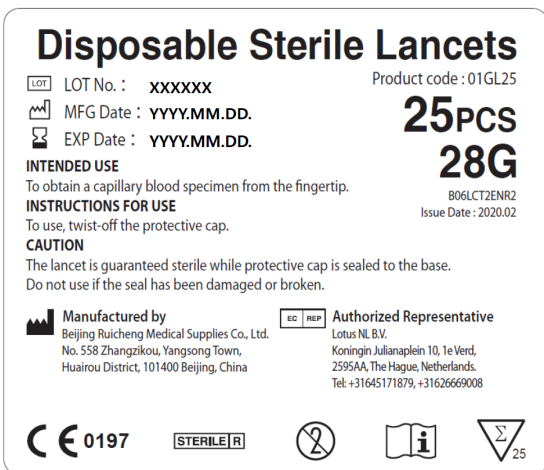 Disposable Sterile Lancets
LOT LOT No. : XXXXXX
Product code : 01GL25
MFG Date : YYYY.MM.DD.
EXP Date : YYYY.MM.DD.
25PCS
28G
B06LCT2ENR2
Issue Date : 2020.02
INTENDED USE
To obtain a capillary blood specimen from the fingertip.
INSTRUCTIONS FOR USE
To use, twist-off the protective cap.
CAUTION
The lancet is guaranteed sterile while protective cap is sealed to the base.
Do not use if the seal has been damaged or broken.
Manufactured by
Beijing Ruicheng Medical Supplies Co., Ltd.
No. 558 Zhangzikou, Yangsong Town,
Huairou District, 101400 Beijing, China
EC REP Authorized Representative
Lotus NL B.V.
Koningin Julianaplein 10, 1e Verd,
2595AA, The Hague, Netherlands.
Tel: +31645171879, +31626669008
CE 0197
STERILE R
2
i
Σ 25